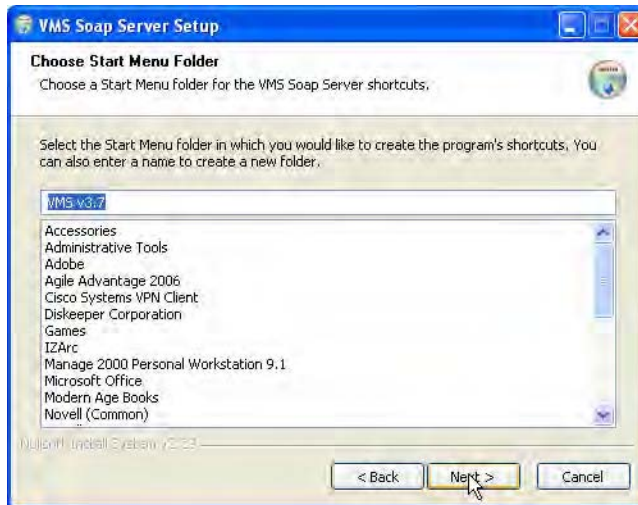 VMS Soap Server Setup
Choose Start Menu Folder
Choose a Start Menu folder for the VMS Soap Server shortcuts.
Select the Start Menu folder in which you would like to create the program's shortcuts. You
can also enter a name to create a new folder.
VMS v3.7
Accessories
Administrative Tools
Adobe
Agile Advantage 2006
Cisco Systems VPN Client
Diskeeper Corporation
Games
IZArc
Manage 2000 Personal Workstation 9.1
Microsoft Office
Modern Age Books
Novell (Common)
Nullsoft Install System
< Back
Next >
Cancel